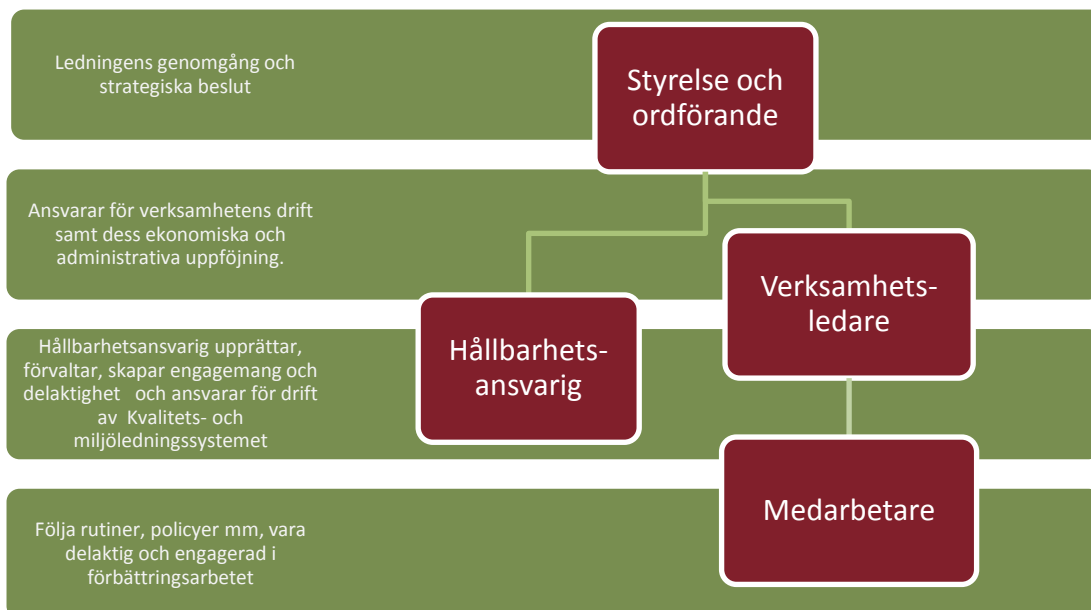 Ledningens genomgång och
strategiska beslut
Styrelse och
ordförande
Ansvarar för verksamhetens drift
samt dess ekonomiska och
administrativa uppföjning.
Verksamhets-
ledare
Hållbarhets-
ansvarig
Hållbarhetsansvarig upprättar,
förvaltar, skapar engagemang och
delaktighet och ansvarar för drift
av Kvalitets- och
miljöledningssystemet
Medarbetare
Följa rutiner, policyer mm, vara
delaktig och engagerad i
förbättringsarbetet